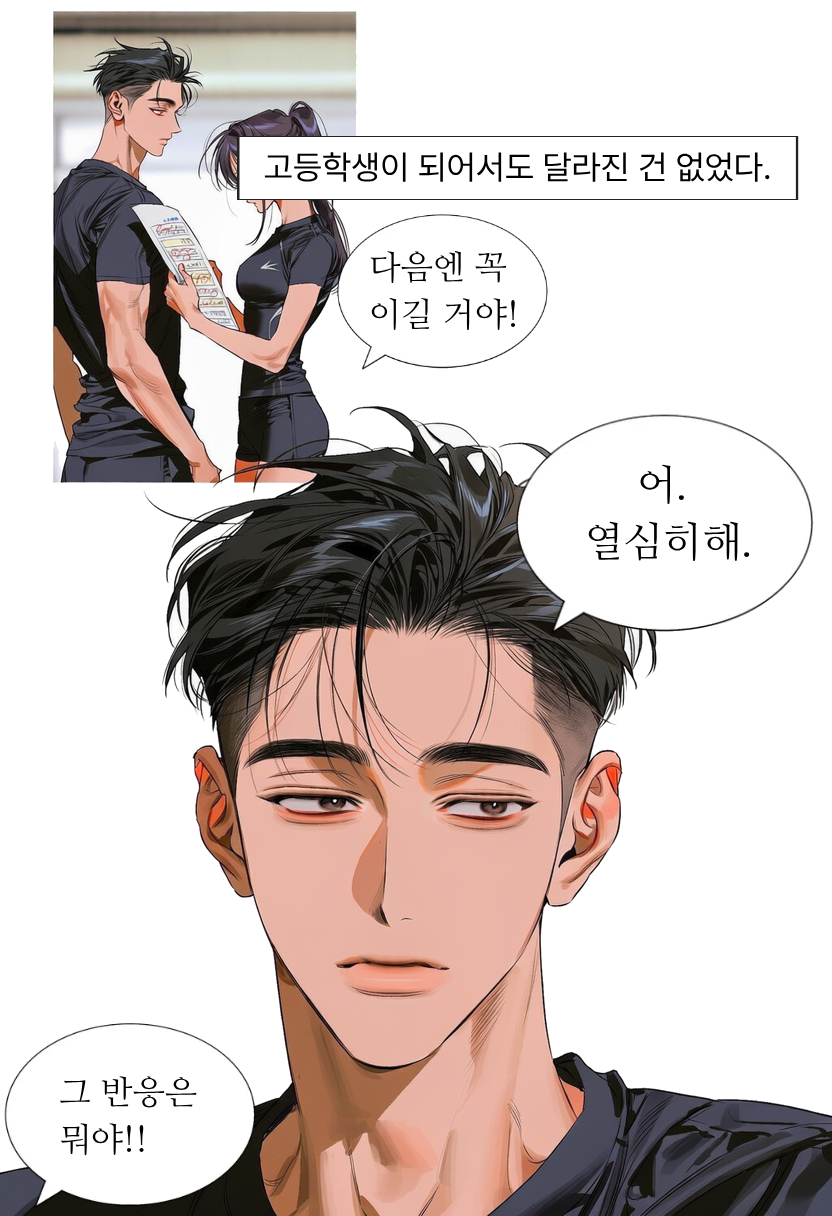 고등학생이 되어서도 달라진 건 없었다.
다음엔 꼭
이길 거야!
어.
열심히해.
그 반응은
뭐야!!